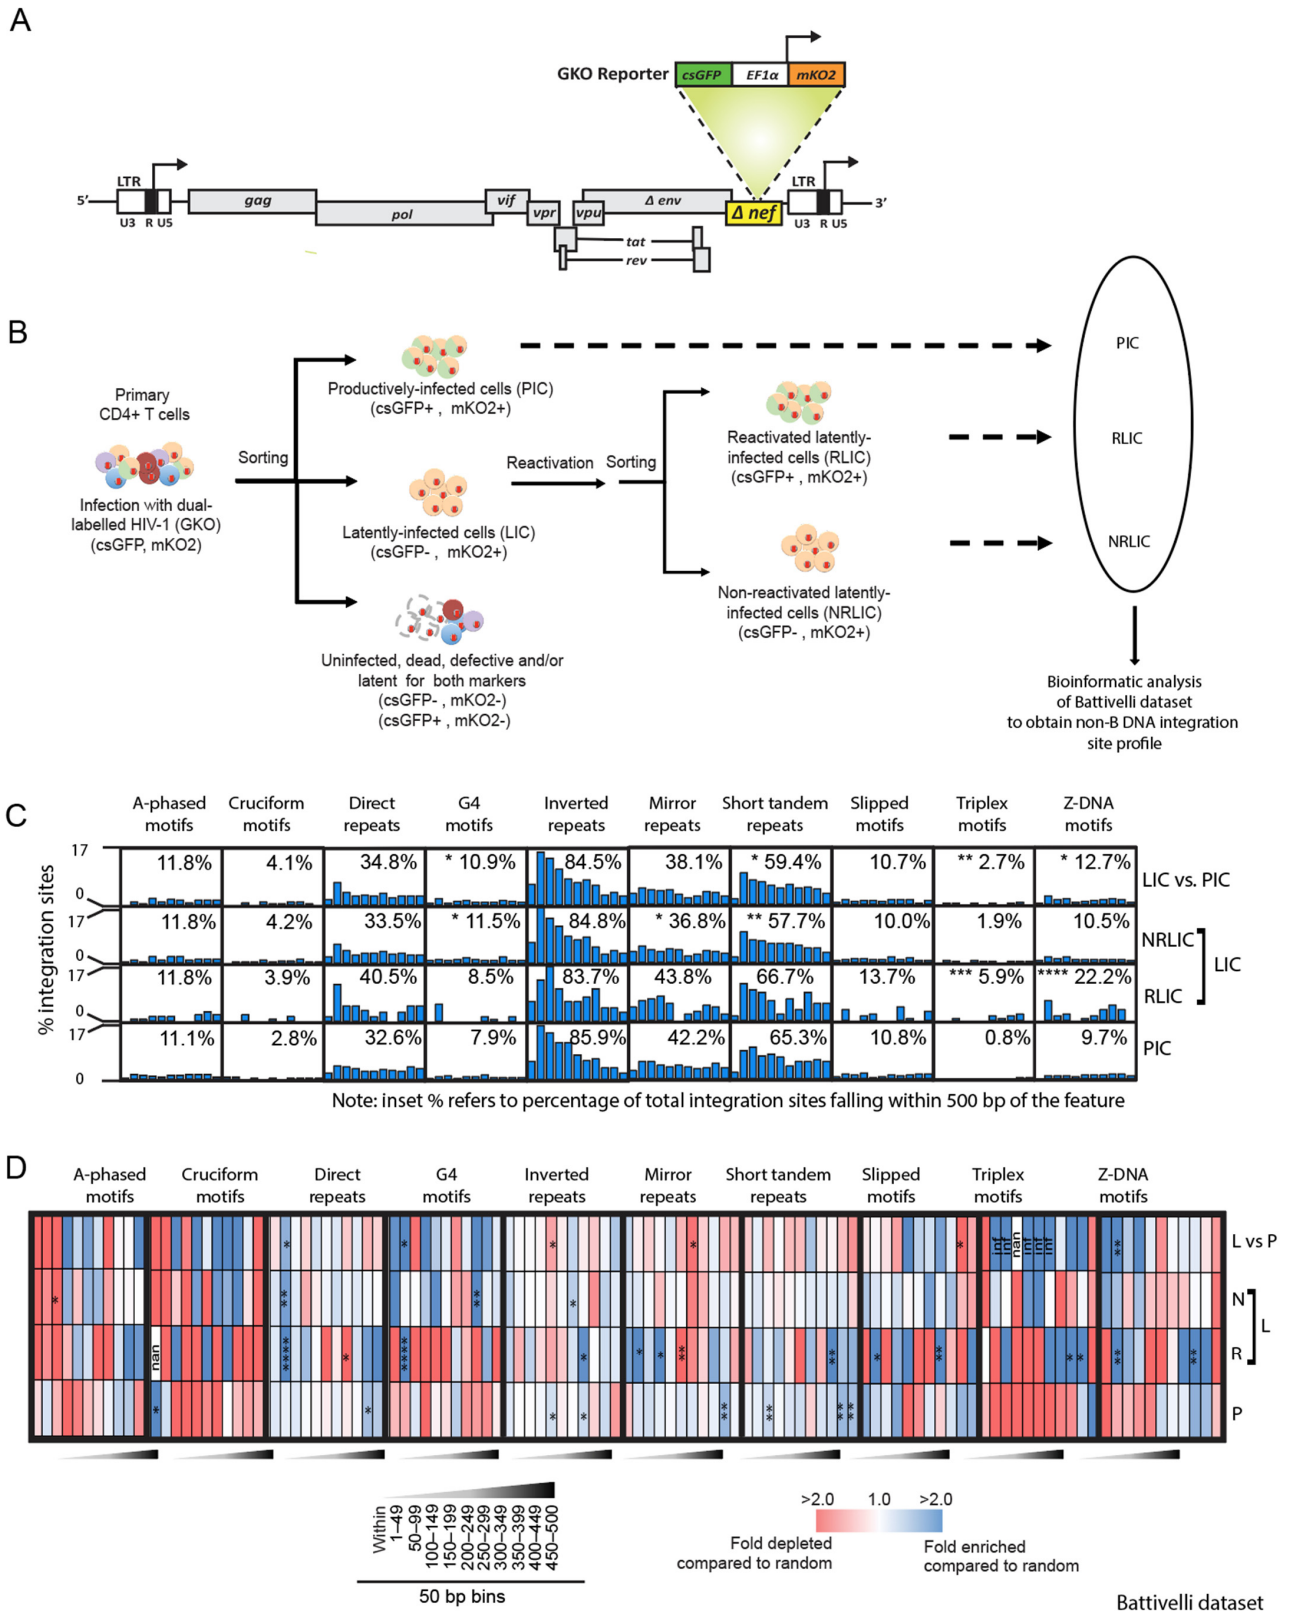 A
GKO Reporter csGFP EF1α mKO2
LTR
LTR
5’
gag
vif
Δ env
3’
pol
vpr
vpu
Δ nef
U3 R U5
U3 R U5
tat
rev
B
PIC
RLIC
NRLIC
Primary
CD4+ T cells
Infection with dual-
labelled HIV-1 (GKO)
(csGFP, mKO2)
Sorting
Productively-infected cells (PIC)
(csGFP+ , mKO2+)
Latently-infected cells (LIC)
(csGFP- , mKO2+)
Uninfected, dead, defective and/or
latent for both markers
(csGFP- , mKO2-)
(csGFP+ , mKO2-)
Reactivation
Sorting
Reactivated latently-
infected cells (RLIC)
(csGFP+ , mKO2+)
Non-reactivated latently-
infected cells (NRLIC)
(csGFP- , mKO2+)
Bioinformatic analysis
of Battivelli dataset
to obtain non-B DNA integration
site profile
C
A-phased motifs
Cruciform motifs
Direct repeats
G4 motifs
Inverted repeats
Mirror repeats
Short tandem repeats
Slipped motifs
Triplex motifs
Z-DNA motifs
% integration sites
17
0
11.8% 4.1% 34.8% * 10.9% 84.5% 38.1% * 59.4% 10.7% ** 2.7% * 12.7%
LIC vs. PIC
17
0
11.8% 4.2% 33.5% * 11.5% 84.8% * 36.8% ** 57.7% 10.0% 1.9% 10.5%
NRLIC
17
0
11.8% 3.9% 40.5% 8.5% 83.7% 43.8% 66.7% 13.7% *** 5.9% **** 22.2%
RLIC
LIC
17
0
11.1% 2.8% 32.6% 7.9% 85.9% 42.2% 65.3% 10.8% 0.8% 9.7%
PIC
Note: inset % refers to percentage of total integration sites falling within 500 bp of the feature
D
A-phased motifs
Cruciform motifs
Direct repeats
G4 motifs
Inverted repeats
Mirror repeats
Short tandem repeats
Slipped motifs
Triplex motifs
Z-DNA motifs
* * * * * inf inf nan inf inf inf ** L vs P
* ** ** * N
nan **** * **** * * * ** ** * ** * * ** ** R
L
* * * * ** ** ** ** P
Within
1–49
50–99
100–149
150–199
200–249
250–299
300–349
350–399
400–449
450–500
50 bp bins
>2.0 1.0 >2.0
Fold depleted
compared to random
Fold enriched
compared to random
Battivelli dataset